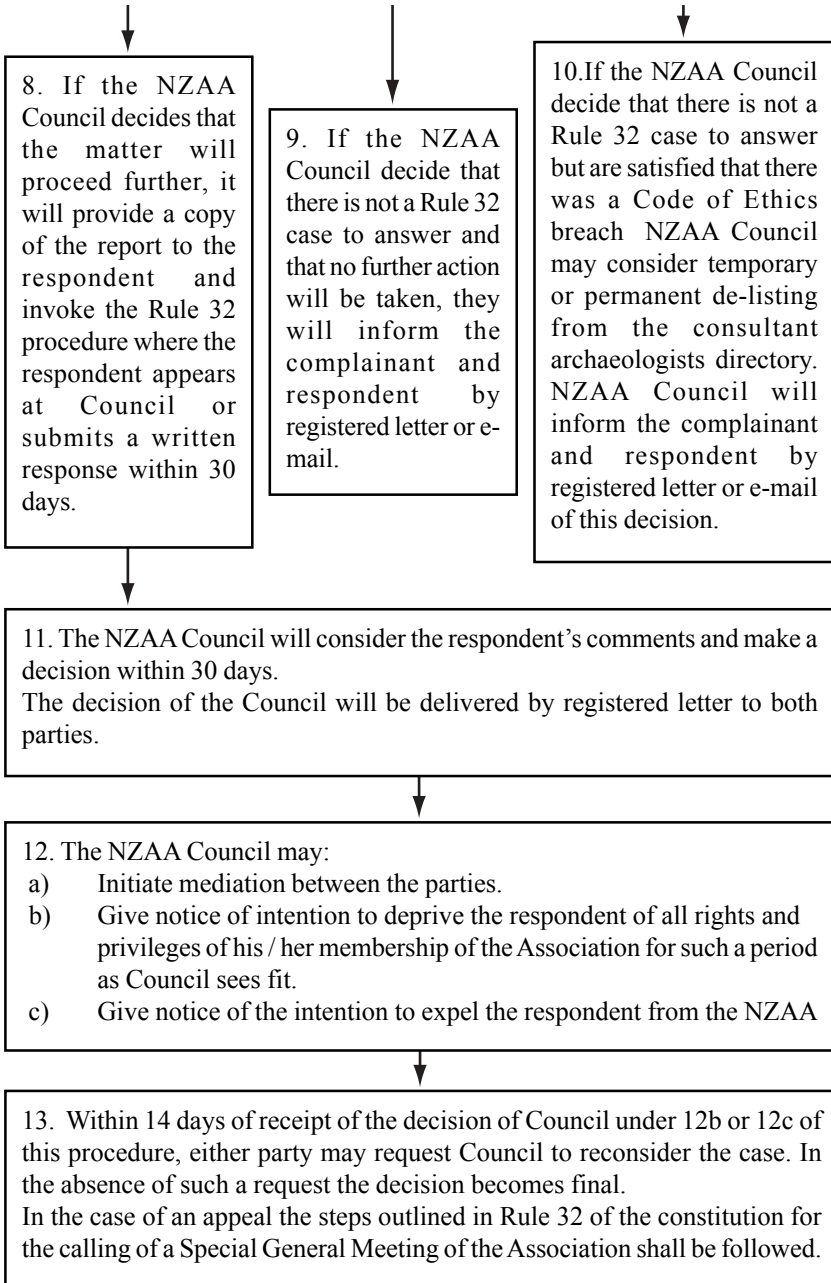 8. If the NZAA
Council decides that
the matter will
proceed further, it
will provide a copy
of the report to the
respondent and
invoke the Rule 32
procedure where the
respondent appears
at Council or
submits a written
response within 30
days.
9. If the NZAA
Council decide that
there is not a Rule 32
case to answer and
that no further action
will be taken, they
will inform the
complainant and
respondent by
registered letter or e-
mail.
10.If the NZAA Council
decide that there is not a
Rule 32 case to answer
but are satisfied that there
was a Code of Ethics
breach NZAA Council
may consider temporary
or permanent de-listing
from the consultant
archaeologists directory.
NZAA Council will
inform the complainant
and respondent by
registered letter or e-mail
of this decision.
11. The NZAA Council will consider the respondent’s comments and make a
decision within 30 days.
The decision of the Council will be delivered by registered letter to both
parties.
12. The NZAA Council may:
a) Initiate mediation between the parties.
b) Give notice of intention to deprive the respondent of all rights and
privileges of his / her membership of the Association for such a period
as Council sees fit.
c) Give notice of the intention to expel the respondent from the NZAA
13. Within 14 days of receipt of the decision of Council under 12b or 12c of
this procedure, either party may request Council to reconsider the case. In
the absence of such a request the decision becomes final.
In the case of an appeal the steps outlined in Rule 32 of the constitution for
the calling of a Special General Meeting of the Association shall be followed.